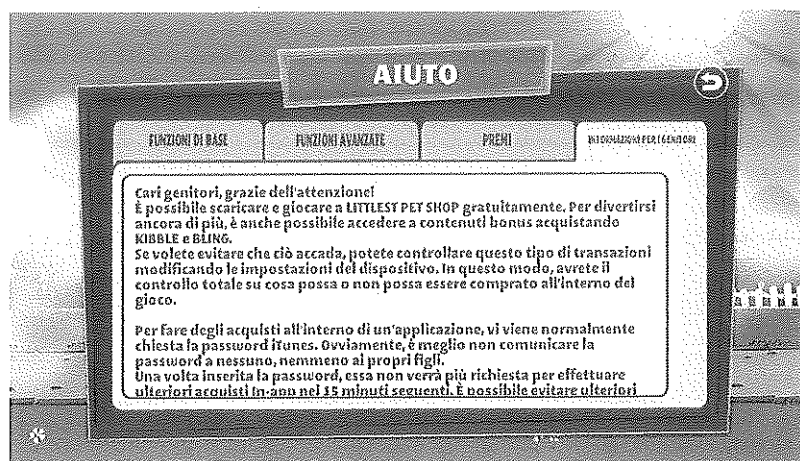 AIUTO
FUNZIONI DI BASE
FUNZIONI AVANZATE
PREMI
INFORMAZIONI PER I GENITORI
Cari genitori, grazie dell'attenzione!
È possibile scaricare e giocare a LITTLEST PET SHOP gratuitamente. Per divertirsi
ancora di più, è anche possibile accedere a contenuti bonus acquistando
KIBBLE e BLING.
Se volete evitare che ciò accada, potete controllare questo tipo di transazioni
modificando le impostazioni del dispositivo. In questo modo, avrete il
controllo totale su cosa possa o non possa essere comprato all'interno del
gioco.
Per fare degli acquisti all'interno di un'applicazione, vi viene normalmente
chiesta la password iTunes. Ovviamente, è meglio non comunicare la
password a nessuno, nemmeno ai propri figli.
Una volta inserita la password, essa non verrà più richiesta per effettuare
ulteriori acquisti in-app nei 15 minuti seguenti. È possibile evitare ulteriori